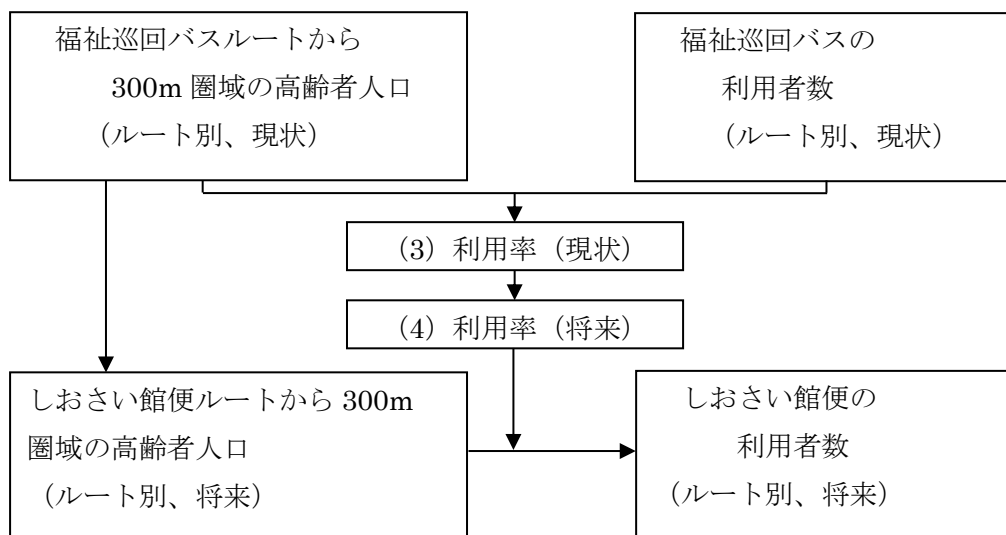 福祉巡回バスルートから
300m 圏域の高齢者人口
（ルート別、現状）
福祉巡回バスの
利用者数
（ルート別、現状）
（3）利用率（現状）
（4）利用率（将来）
しおさい館便ルートから 300m
圏域の高齢者人口
（ルート別、将来）
しおさい館便の
利用者数
（ルート別、将来）